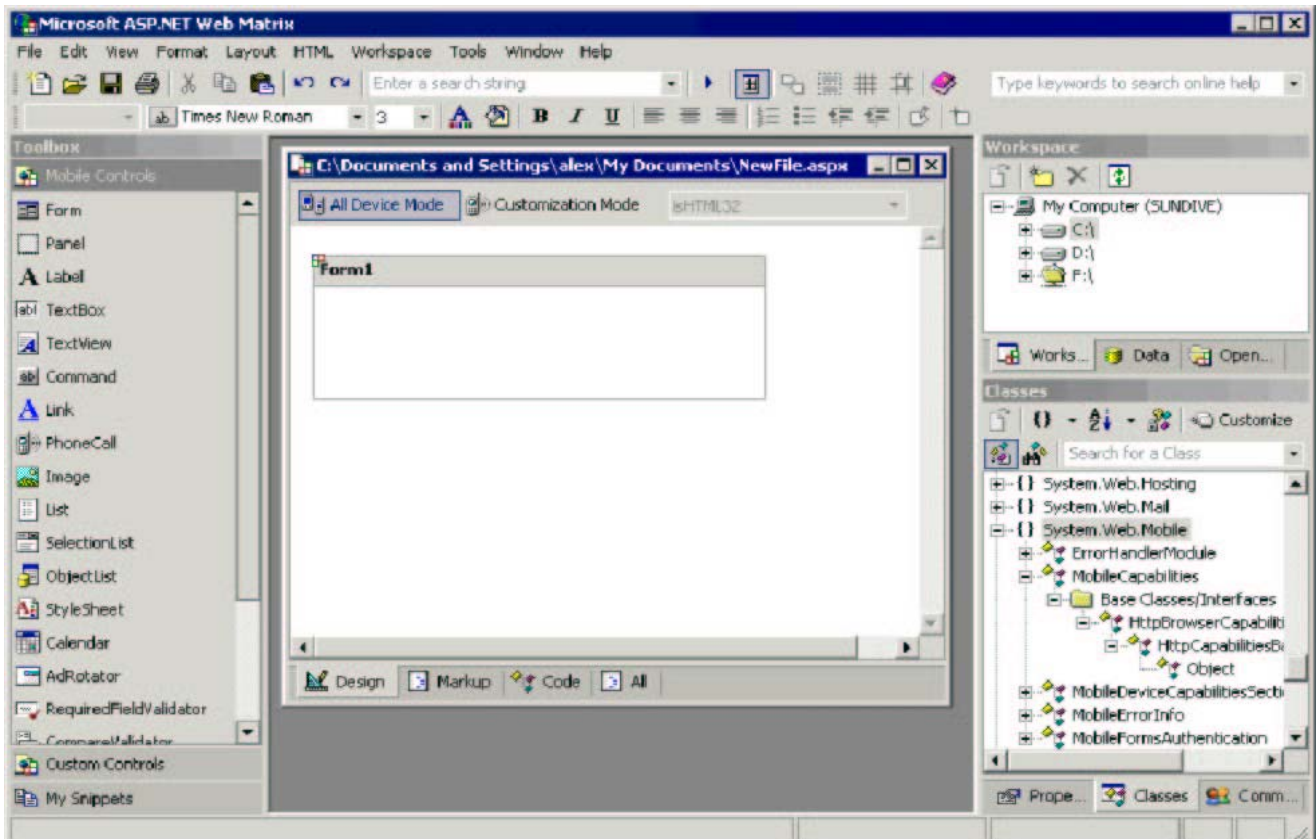 Microsoft ASP.NET Web Matrix
File Edit View Format Layout HTML Workspace Tools Window Help
Enter a search string
Type keywords to search online help
Times New Roman 3 B I U
Toolbox
Mobile Controls
Form
Panel
Label
TextBox
TextView
Command
Link
PhoneCall
Image
List
SelectionList
ObjectList
StyleSheet
Calendar
AdRotator
RequiredFieldValidator
CompareValidator
Custom Controls
My Snippets
C:\Documents and Settings\alex\My Documents\NewFile.aspx
All Device Mode Customization Mode isHTML32
Form1
Design Markup Code All
Workspace
My Computer (SUNDIVE)
C:\
D:\
F:\
Works... Data Open...
Classes
Customize
Search for a Class
{} System.Web.Hosting
{} System.Web.Mail
{} System.Web.Mobile
ErrorHandlerModule
MobileCapabilities
Base Classes/Interfaces
HttpBrowserCapabiliti
HttpCapabilitiesBa
Object
MobileDeviceCapabilitiesSecti
MobileErrorInfo
MobileFormsAuthentication
Prope... Classes Comm...